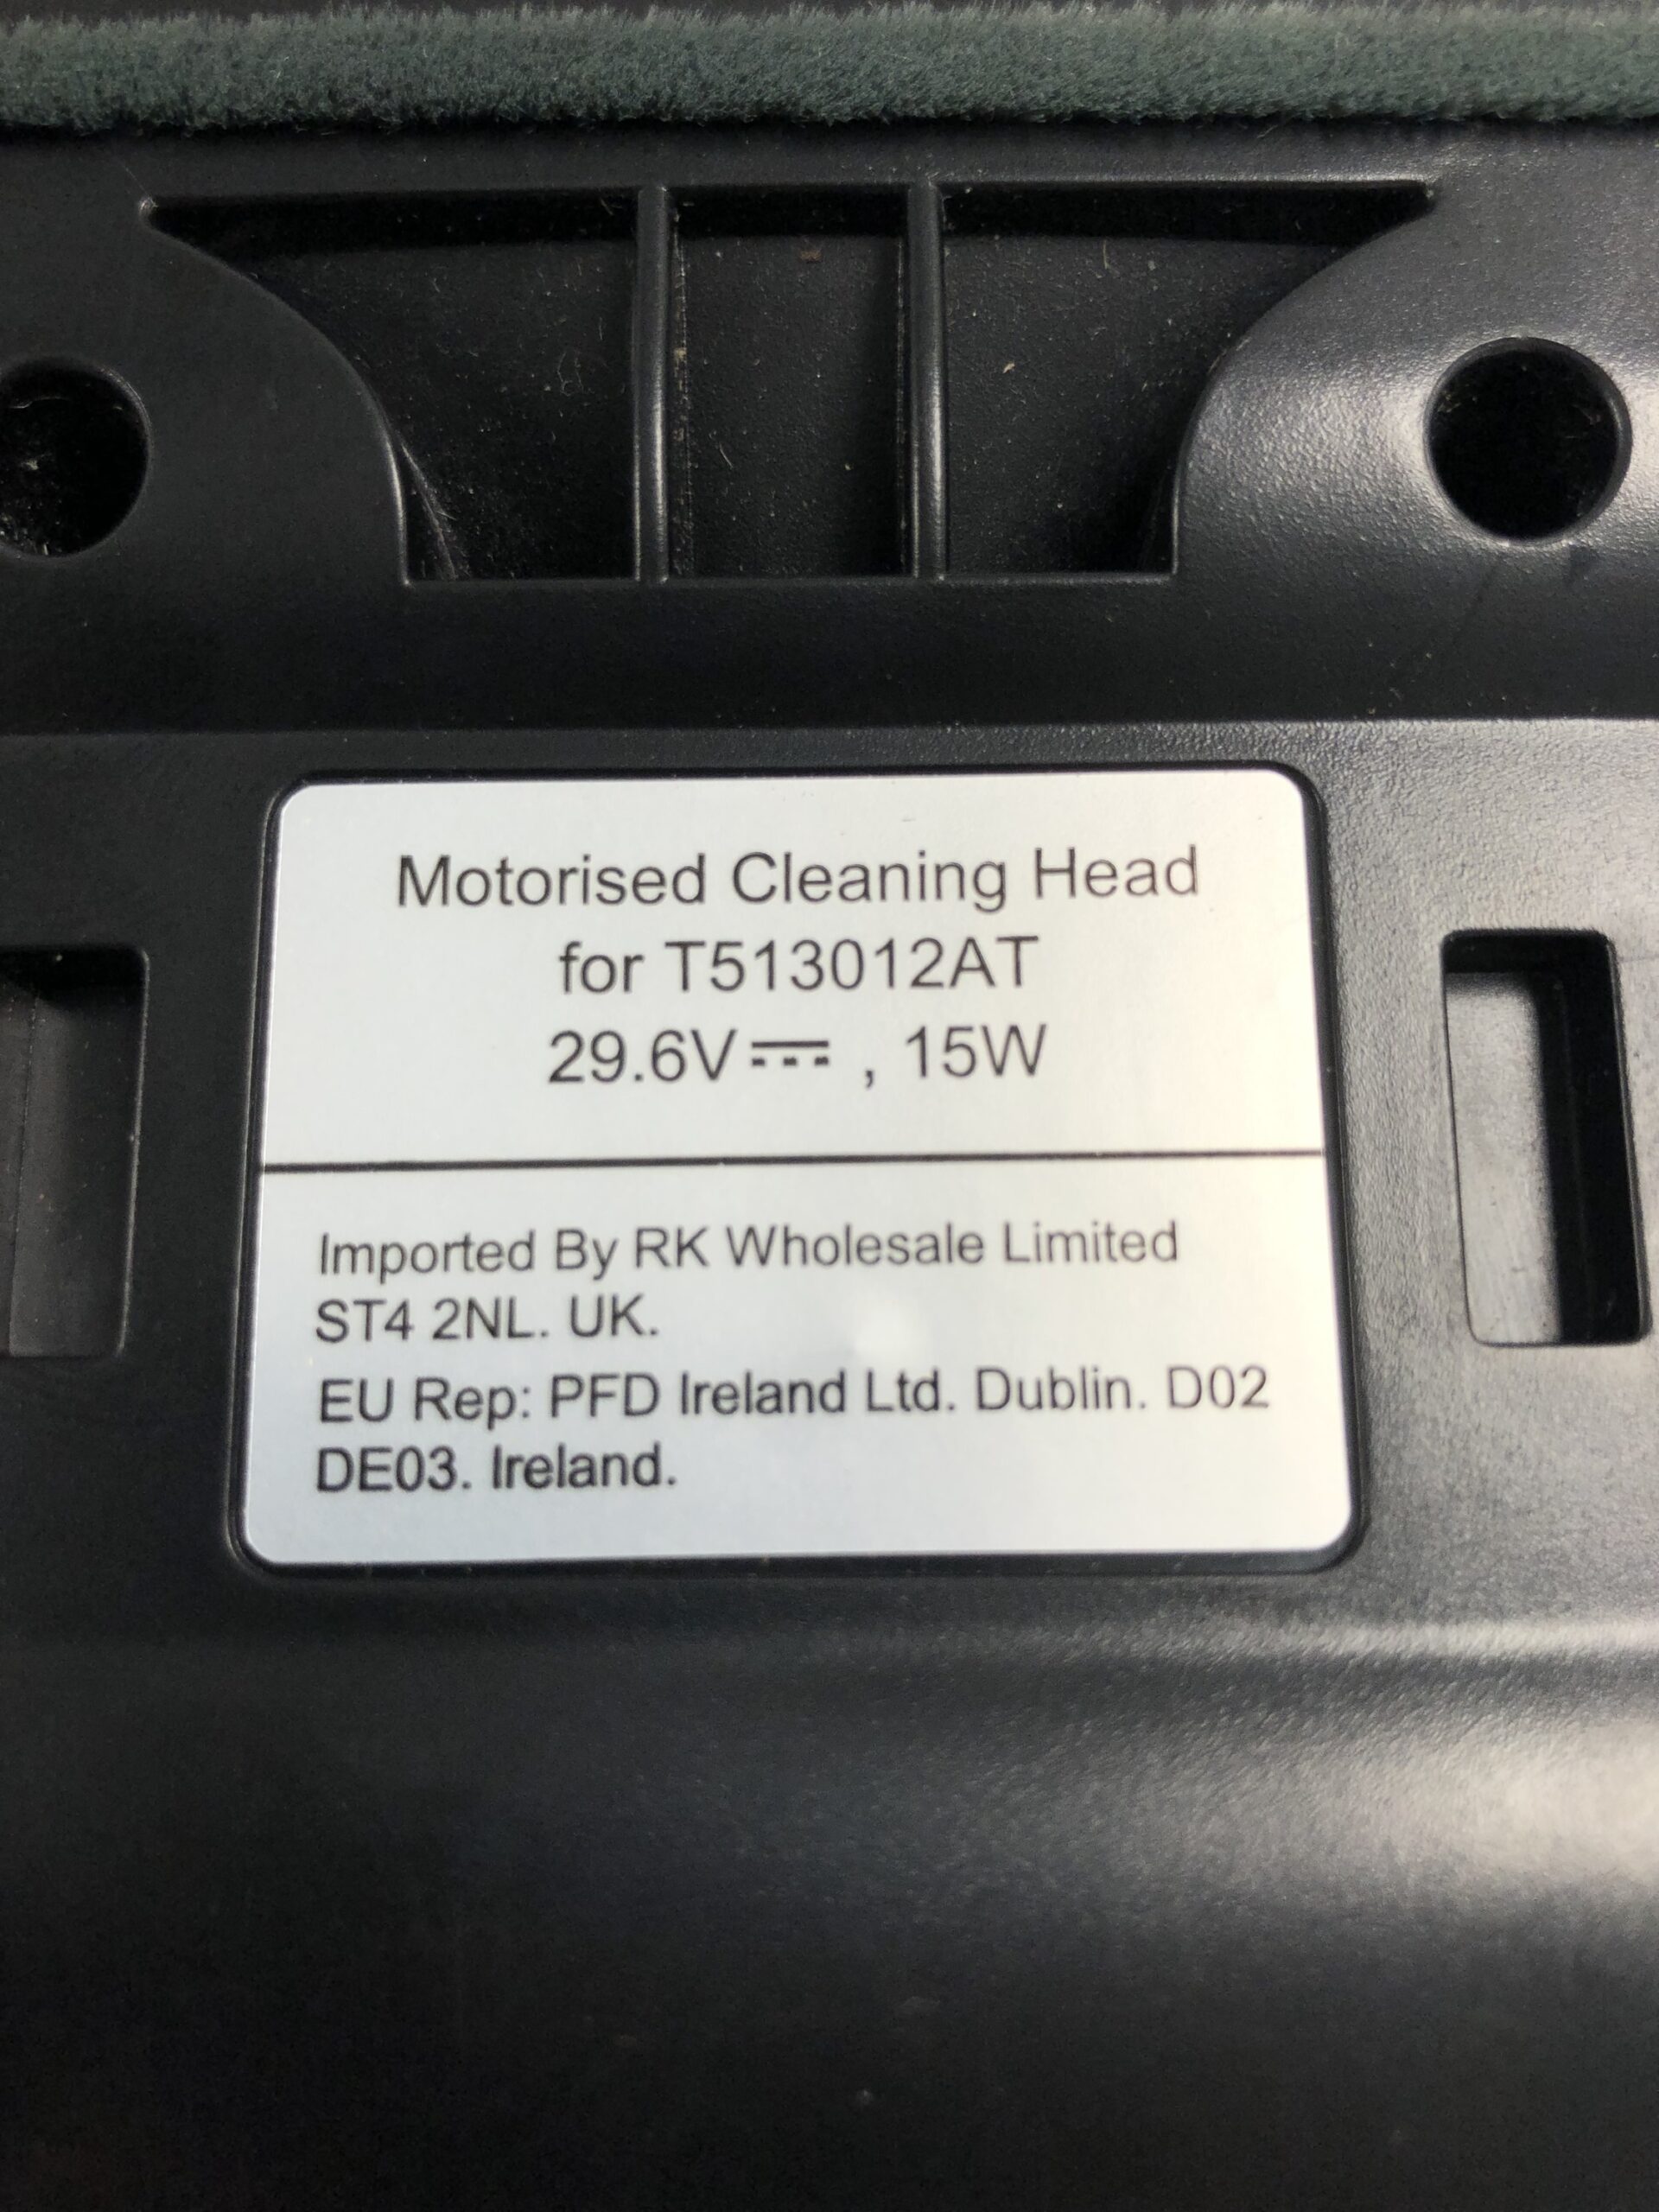 Motorised Cleaning Head
for T513012AT
29.6V⎓ , 15W
Imported By RK Wholesale Limited
ST4 2NL. UK.
EU Rep: PFD Ireland Ltd. Dublin. D02
DE03. Ireland.